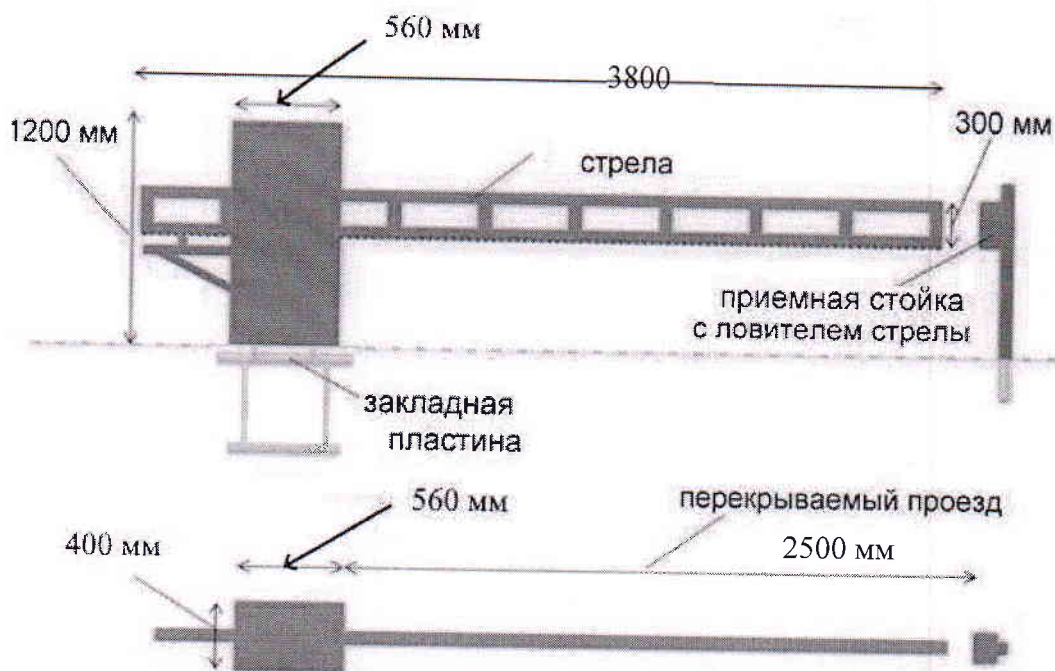 560 мм
3800
1200 мм
300 мм
стрела
приемная стойка
с ловителем стрелы
закладная
пластина
560 мм
перекрываемый проезд
400 мм
2500 мм